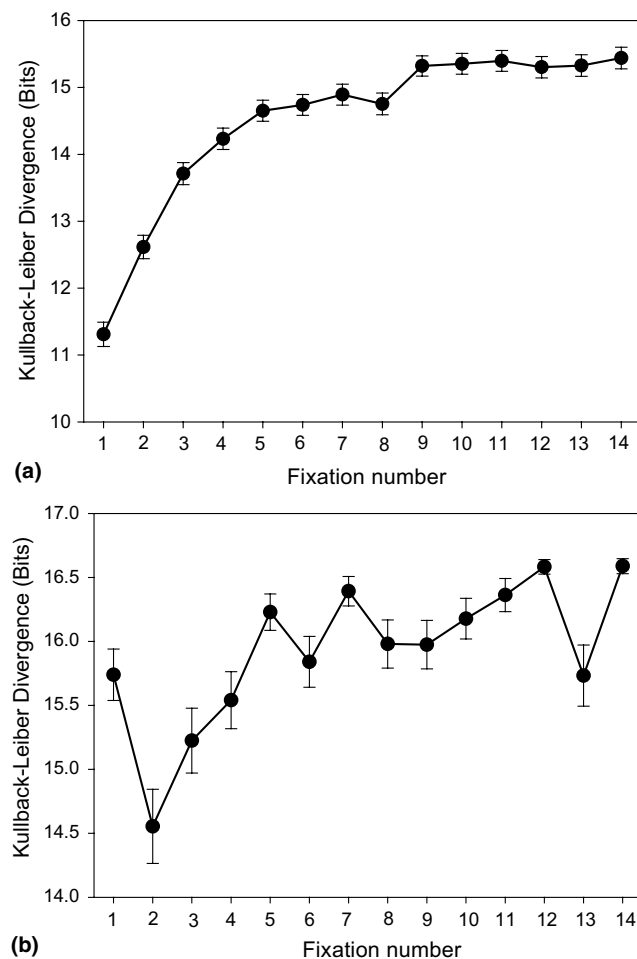 16
15
14
13
12
11
10
Kullback-Leiber Divergence (Bits)
1 2 3 4 5 6 7 8 9 10 11 12 13 14
(a)
Fixation number
17.0
16.5
16.0
15.5
15.0
14.5
14.0
Kullback-Leiber Divergence (Bits)
1 2 3 4 5 6 7 8 9 10 11 12 13 14
(b)
Fixation number